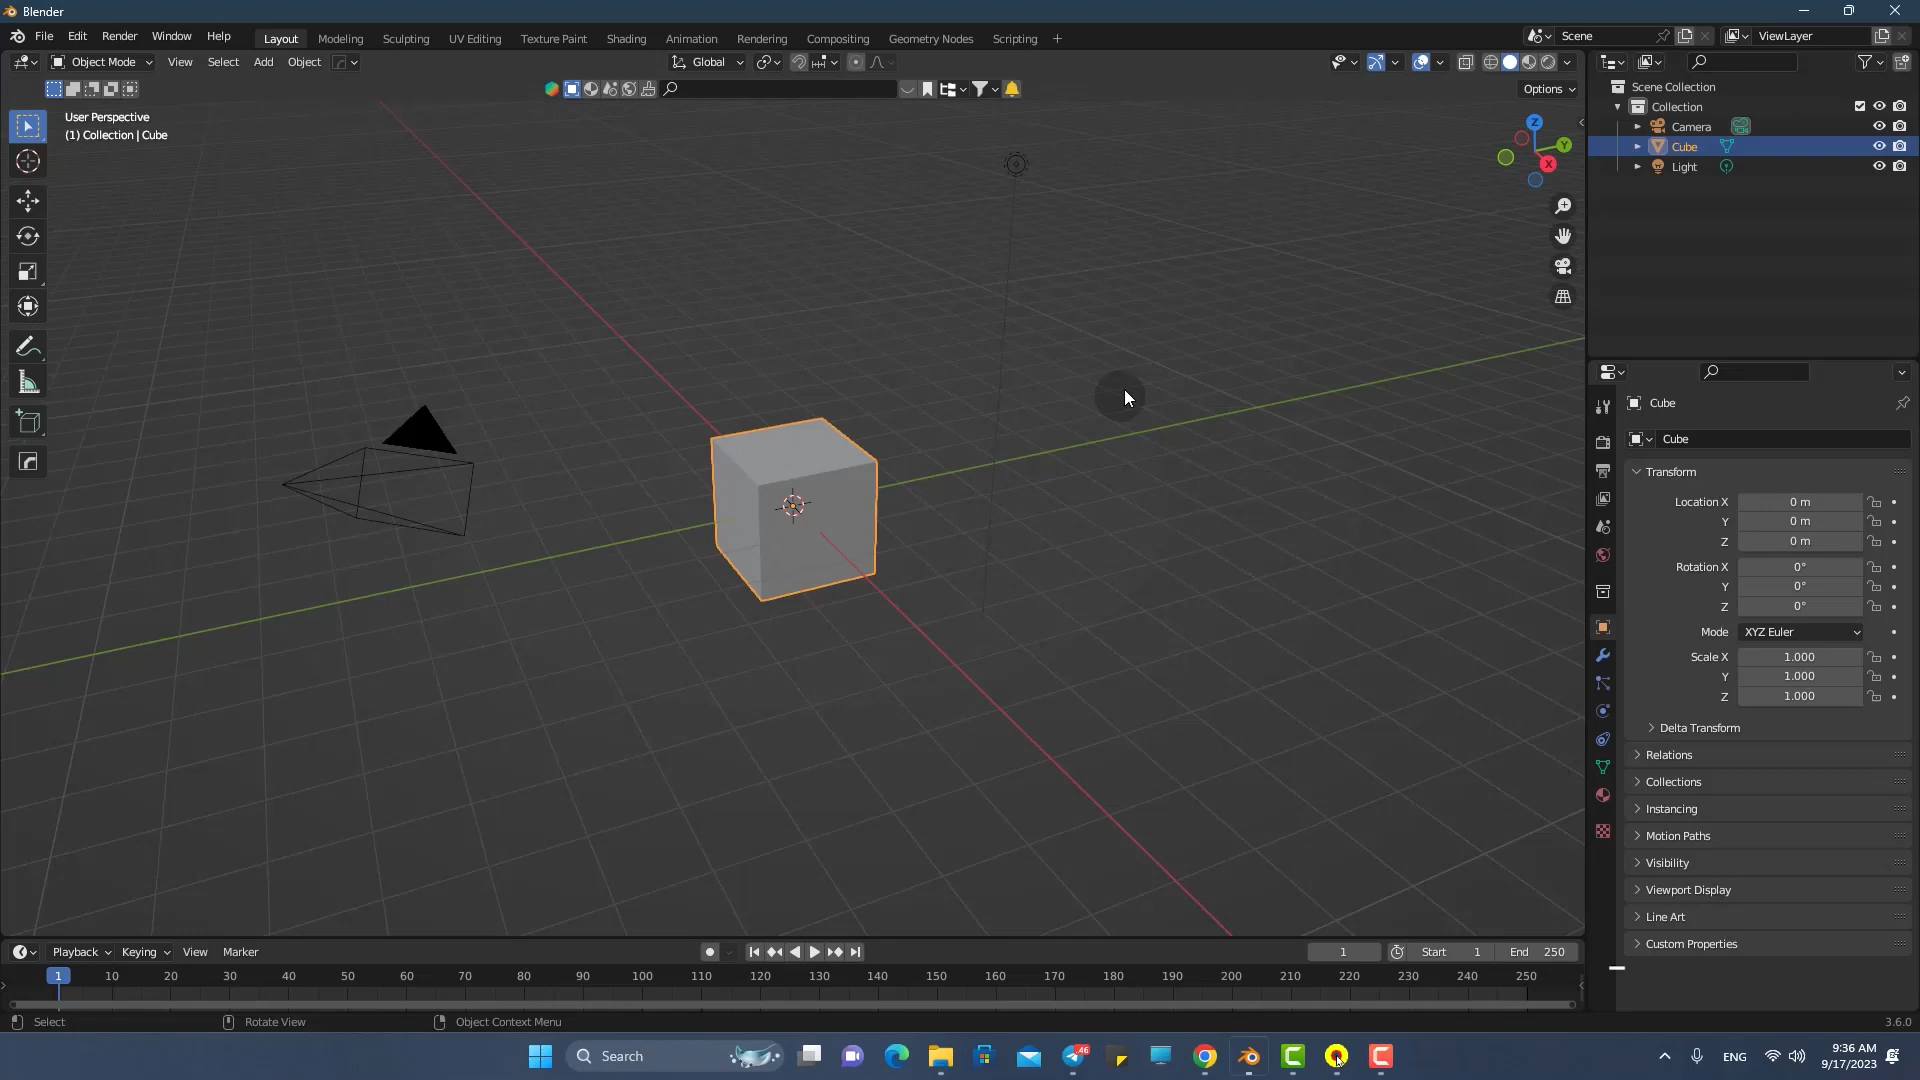 Blender
File Edit Render Window Help Layout Modeling Sculpting UV Editing Texture Paint Shading Animation Rendering Compositing Geometry Nodes Scripting + Scene ViewLayer
Object Mode View Select Add Object Global
Options
User Perspective
(1) Collection | Cube
Z
Y
X
Scene Collection
Collection
Camera
Cube
Light
Cube
Cube
Transform
Location X 0 m
Y 0 m
Z 0 m
Rotation X 0°
Y 0°
Z 0°
Mode XYZ Euler
Scale X 1.000
Y 1.000
Z 1.000
Delta Transform
Relations
Collections
Instancing
Motion Paths
Visibility
Viewport Display
Line Art
Custom Properties
Playback Keying View Marker 1 Start 1 End 250
1 10 20 30 40 50 60 70 80 90 100 110 120 130 140 150 160 170 180 190 200 210 220 230 240 250
Select Rotate View Object Context Menu 3.6.0
Search 46 ENG 9:36 AM
9/17/2023